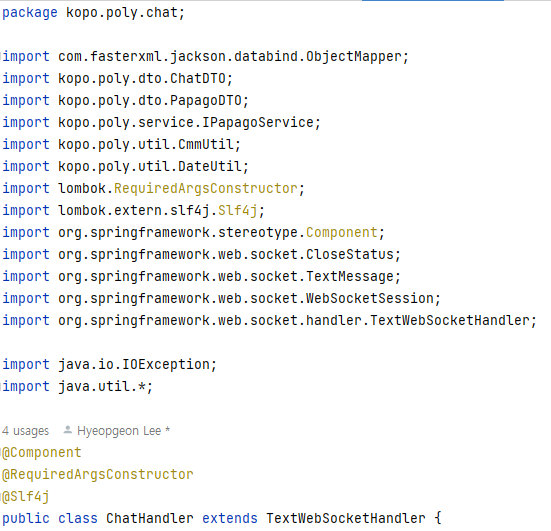 package kopo.poly.chat;
import com.fasterxml.jackson.databind.ObjectMapper;
import kopo.poly.dto.ChatDTO;
import kopo.poly.dto.PapagoDTO;
import kopo.poly.service.IPapagoService;
import kopo.poly.util.CmmUtil;
import kopo.poly.util.DateUtil;
import lombok.RequiredArgsConstructor;
import lombok.extern.slf4j.Slf4j;
import org.springframework.stereotype.Component;
import org.springframework.web.socket.CloseStatus;
import org.springframework.web.socket.TextMessage;
import org.springframework.web.socket.WebSocketSession;
import org.springframework.web.socket.handler.TextWebSocketHandler;
import java.io.IOException;
import java.util.*;
4 usages Hyeopgeon Lee *
@Component
@RequiredArgsConstructor
@Slf4j
public class ChatHandler extends TextWebSocketHandler {